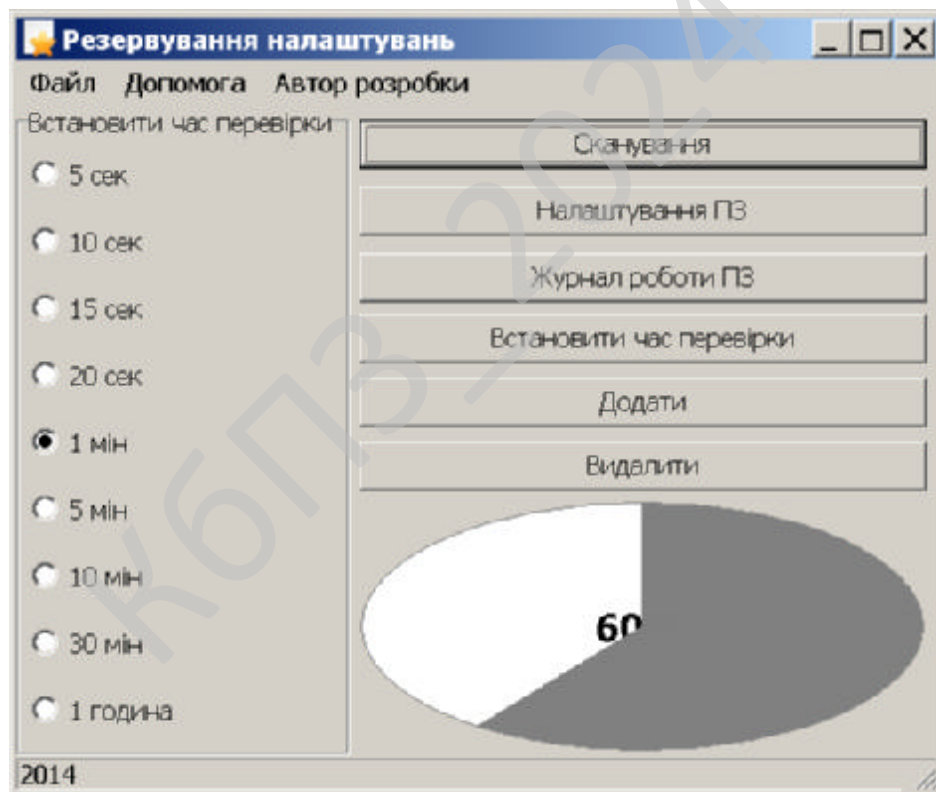 Резервування налаштувань
Файл Допомога Автор розробки
Встановити час перевірки
5 сек
10 сек
15 сек
20 сек
1 мін
5 мін
10 мін
30 мін
1 година
Сканування
Налаштування ПЗ
Журнал роботи ПЗ
Встановити час перевірки
Додати
Видалити
60
2014
КбПЗ_2024